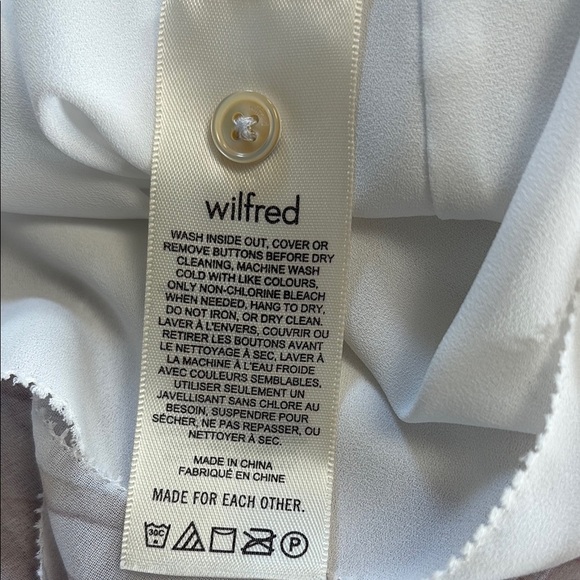 wilfred
WASH INSIDE OUT, COVER OR
REMOVE BUTTONS BEFORE DRY
CLEANING, MACHINE WASH
COLD WITH LIKE COLOURS,
ONLY NON-CHLORINE BLEACH
WHEN NEEDED, HANG TO DRY,
DO NOT IRON, OR DRY CLEAN.
LAVER À L'ENVERS, COUVRIR OU
RETIRER LES BOUTONS AVANT
LE NETTOYAGE À SEC, LAVER À
LA MACHINE À L'EAU FROIDE
AVEC COULEURS SEMBLABLES,
UTILISER SEULEMENT UN
JAVELLISANT SANS CHLORE AU
BESOIN, SUSPENDRE POUR
SÉCHER, NE PAS REPASSER, OU
NETTOYER À SEC.
MADE IN CHINA
FABRIQUÉ EN CHINE
MADE FOR EACH OTHER.
30C P